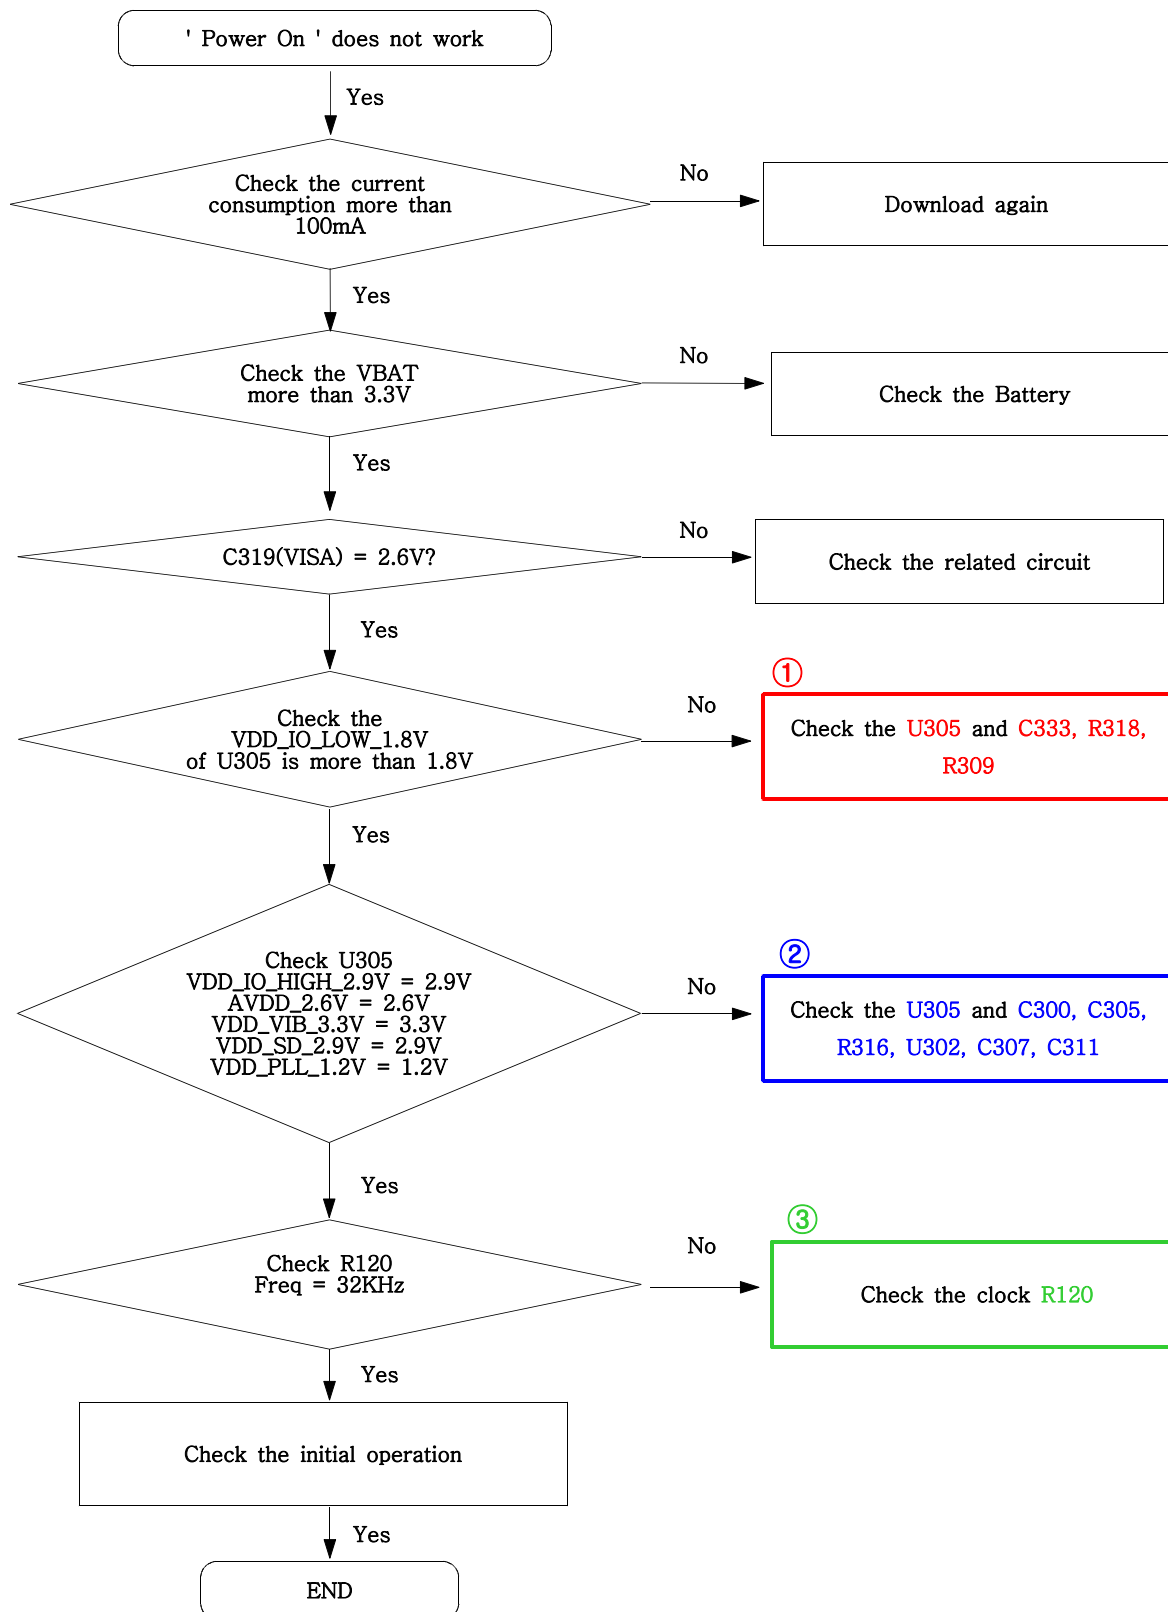 ' Power On ' does not work
Yes
Check the current
consumption more than
100mA
No
Download again
Yes
Check the VBAT
more than 3.3V
No
Check the Battery
Yes
C319(VISA) = 2.6V?
No
Check the related circuit
Yes
Check the
VDD_IO_LOW_1.8V
of U305 is more than 1.8V
No
①
Check the U305 and C333, R318,
R309
Yes
Check U305
VDD_IO_HIGH_2.9V = 2.9V
AVDD_2.6V = 2.6V
VDD_VIB_3.3V = 3.3V
VDD_SD_2.9V = 2.9V
VDD_PLL_1.2V = 1.2V
No
②
Check the U305 and C300, C305,
R316, U302, C307, C311
Yes
Check R120
Freq = 32KHz
No
③
Check the clock R120
Yes
Check the initial operation
Yes
END